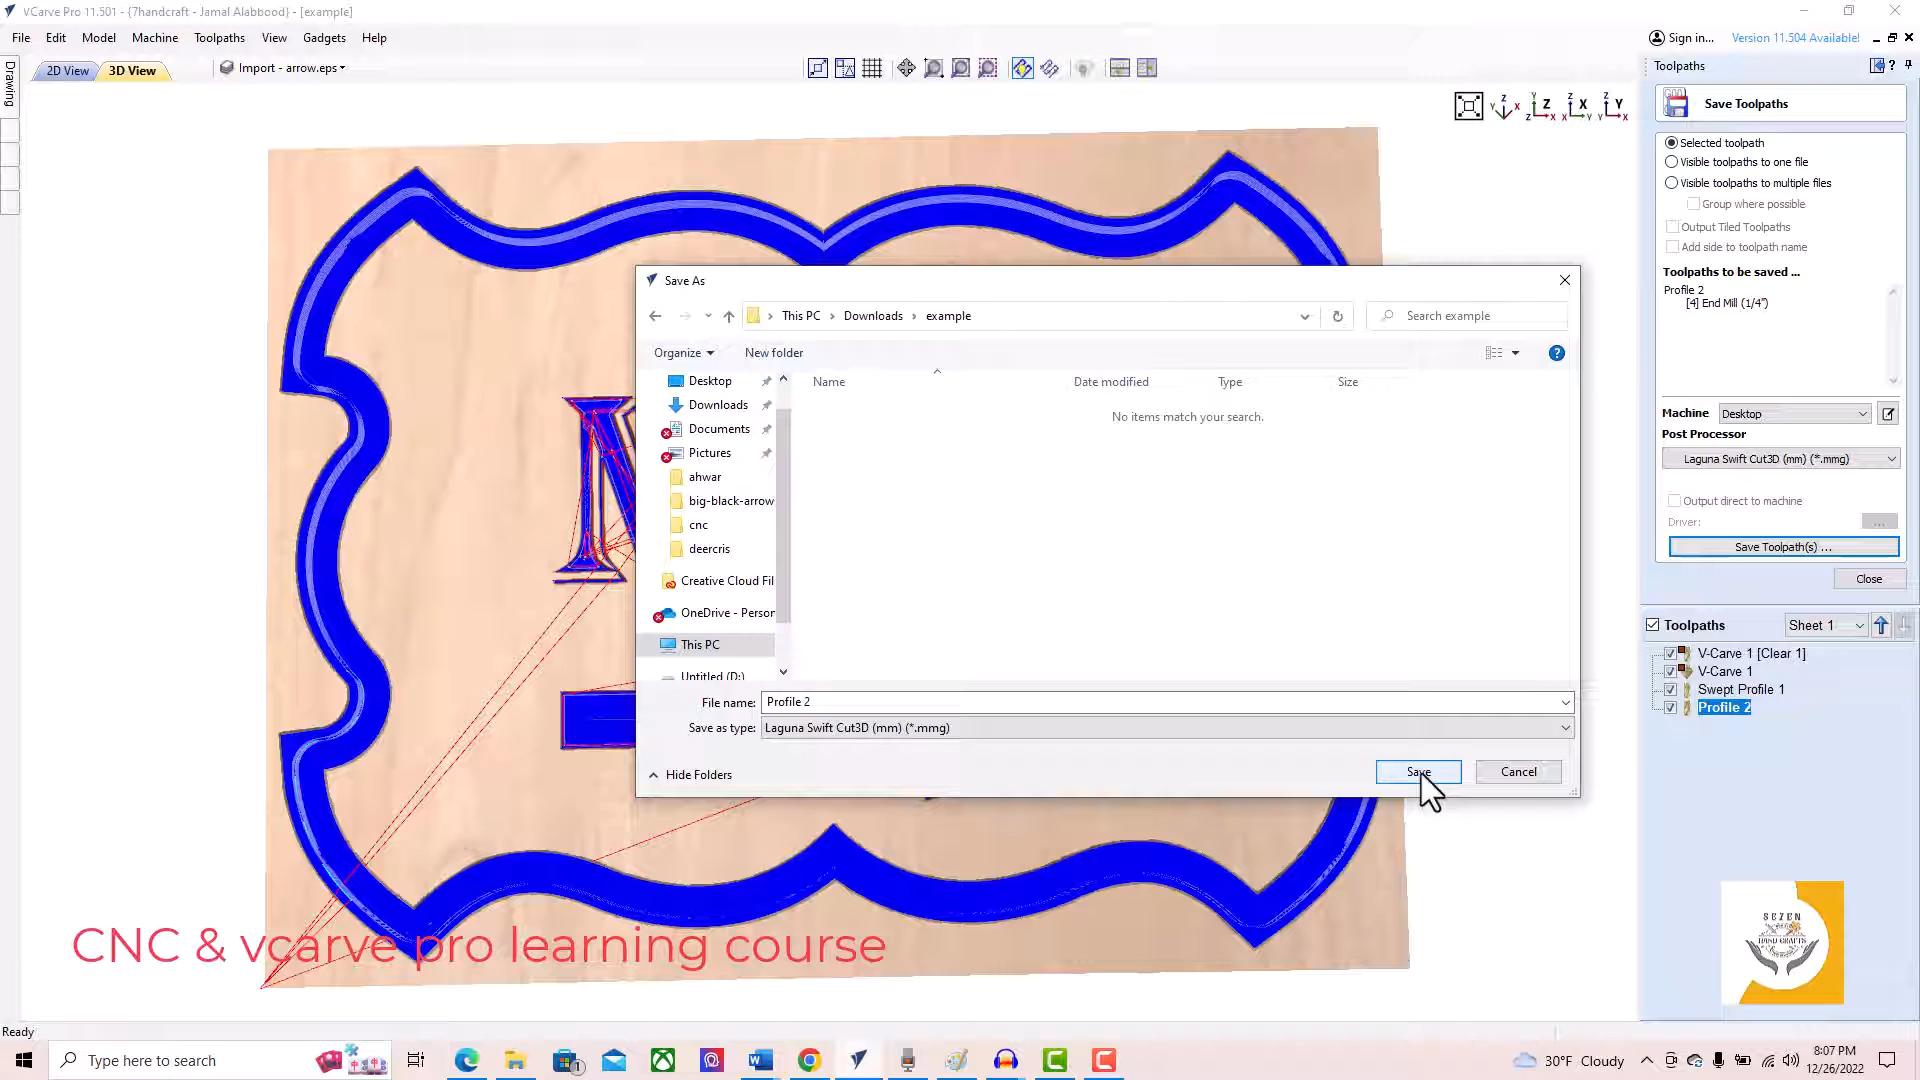 VCarve Pro 11.501 - {7handcraft - Jamal Alabbood} - [example]
File Edit Model Machine Toolpaths View Gadgets Help
Sign in... Version 11.504 Available!
Drawing
2D View 3D View Import - arrow.eps
Toolpaths
Save Toolpaths
Selected toolpath
Visible toolpaths to one file
Visible toolpaths to multiple files
Group where possible
Output Tiled Toolpaths
Add side to toolpath name
Toolpaths to be saved ...
Profile 2
[4] End Mill (1/4")
Machine Desktop
Post Processor
Laguna Swift Cut3D (mm) (*.mmg)
Output direct to machine
Driver: ...
Save Toolpath(s) ...
Close
Toolpaths Sheet 1
V-Carve 1 [Clear 1]
V-Carve 1
Swept Profile 1
Profile 2
Save As
This PC Downloads example
Search example
Organize New folder
Name Date modified Type Size
No items match your search.
Desktop
Downloads
Documents
Pictures
ahwar
big-black-arrow
cnc
deercris
Creative Cloud Fil
OneDrive - Person
This PC
Untitled (D:)
File name: Profile 2
Save as type: Laguna Swift Cut3D (mm) (*.mmg)
Hide Folders
Save Cancel
CNC & vcarve pro learning course
SEZEN
HAND CRAFTS
Ready
Type here to search
30°F Cloudy
8:07 PM
12/26/2022